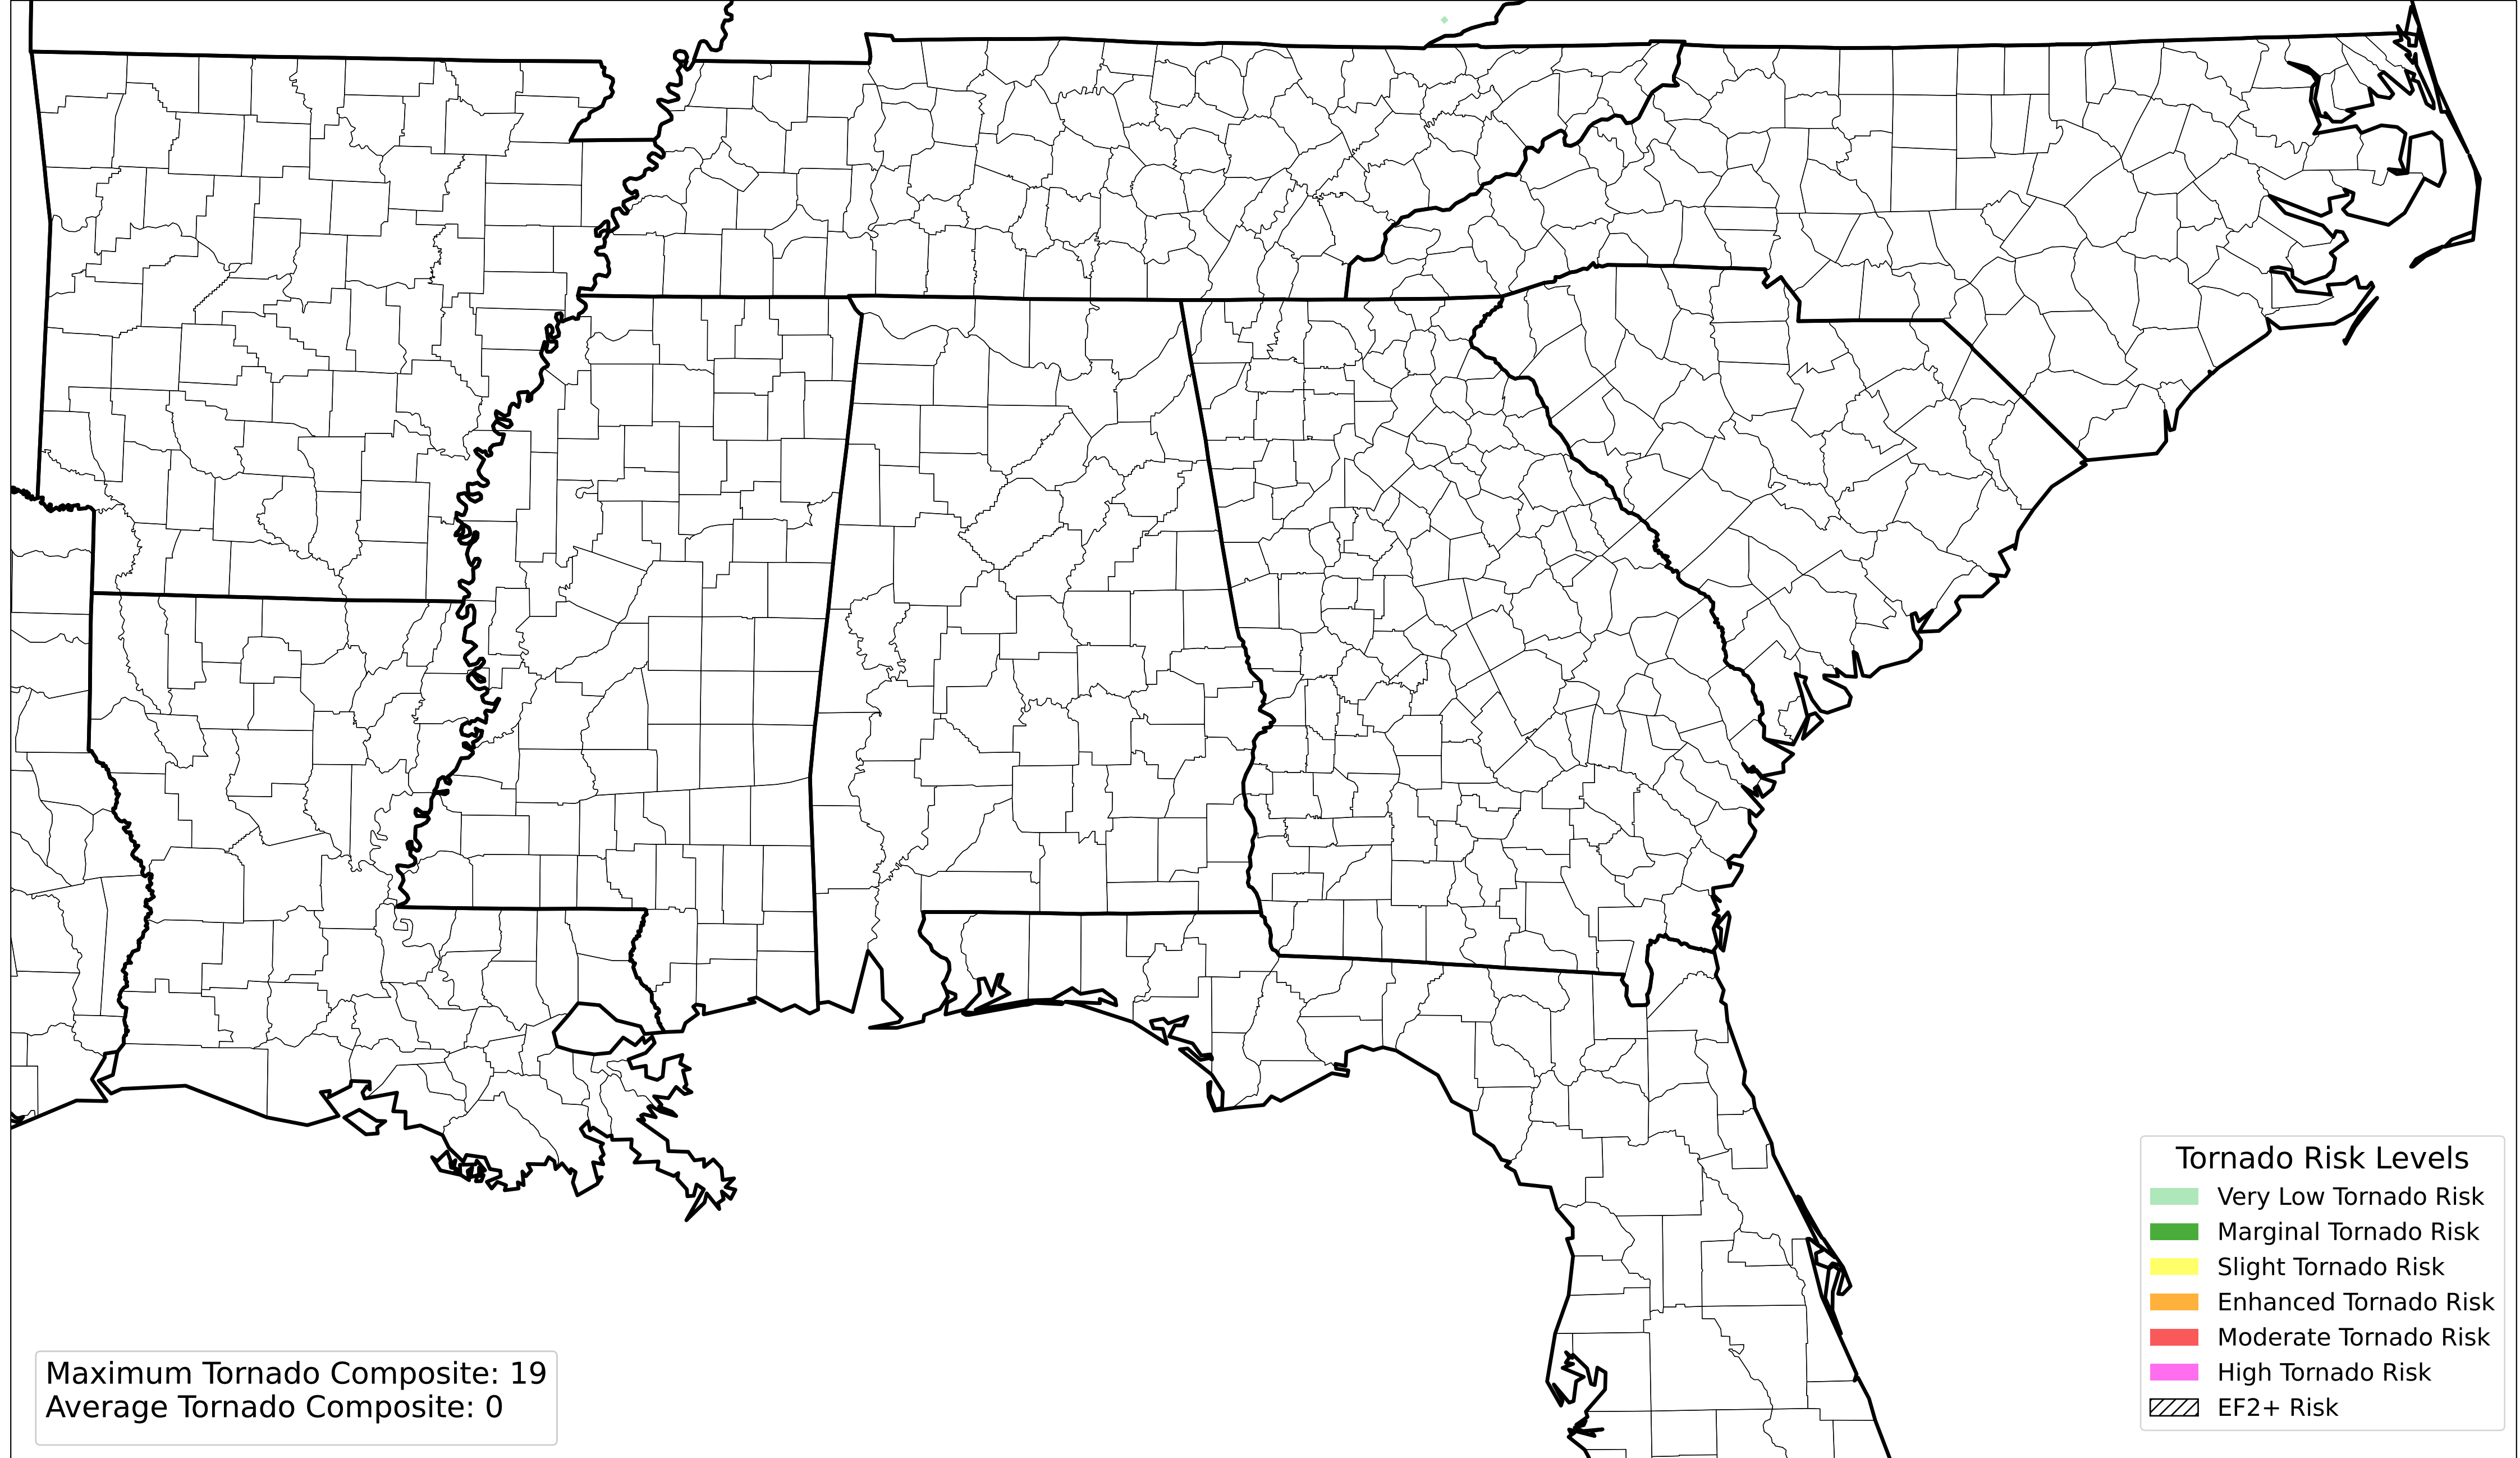 Tornado Risk Levels
Very Low Tornado Risk
Marginal Tornado Risk
Slight Tornado Risk
Enhanced Tornado Risk
Moderate Tornado Risk
High Tornado Risk
EF2+ Risk
Maximum Tornado Composite: 19
Average Tornado Composite: 0